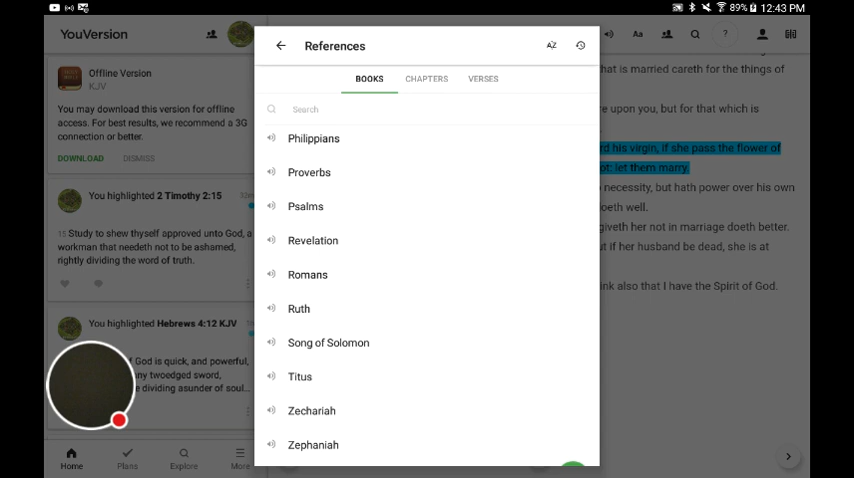 89% 12:43 PM
YouVersion
Offline Version
KJV
You may download this version for offline
access. For best results, we recommend a 3G
connection or better.
DOWNLOAD DISMISS
You highlighted 2 Timothy 2:15
15 Study to shew thyself approved unto God, a
workman that needeth not to be ashamed,
rightly dividing the word of truth.
You highlighted Hebrews 4:12 KJV
of God is quick, and powerful,
any twoedged sword,
dividing asunder of soul...
Home Plans Explore More
References
AZ
BOOKS CHAPTERS VERSES
Search
Philippians
Proverbs
Psalms
Revelation
Romans
Ruth
Song of Solomon
Titus
Zechariah
Zephaniah
Aa ?
hat is married careth for the things of
re upon you, but for that which is
rd his virgin, if she pass the flower of
ot: let them marry.
necessity, but hath power over his own
doeth well.
giveth her not in marriage doeth better.
ut if her husband be dead, she is at
ink also that I have the Spirit of God.